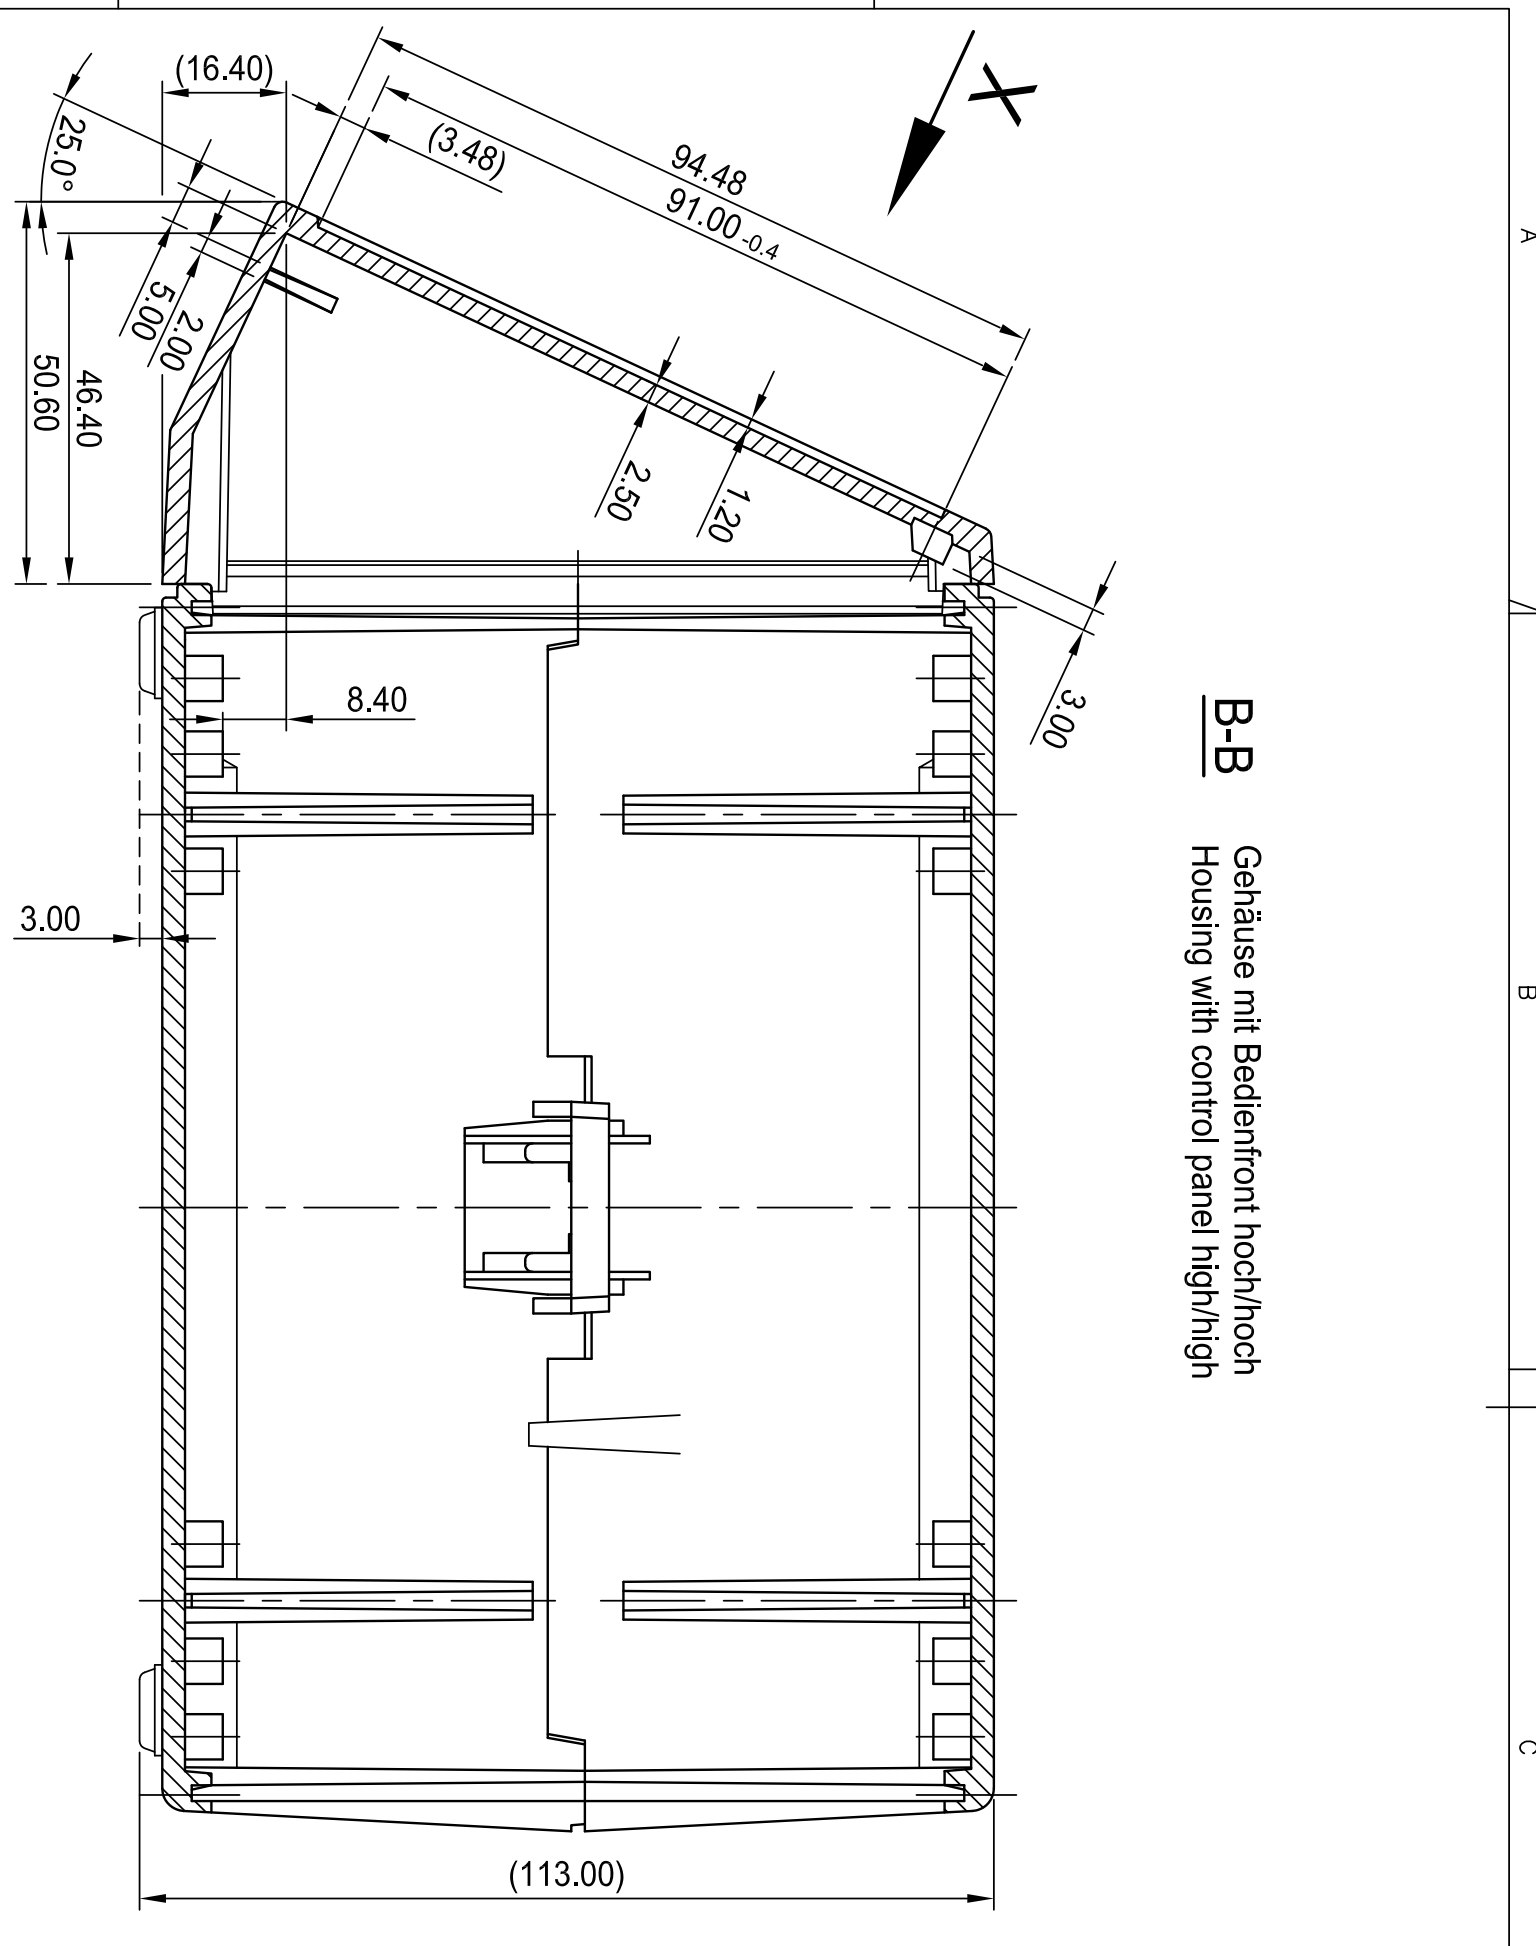 A
B
C
X
B-B
Gehäuse mit Bedienfront hoch/hoch
Housing with control panel high/high
(16.40)
25.0°
(3.48)
94.48
91.00 -0.4
5.00
2.00
46.40
50.60
2.50
1.20
3.00
8.40
3.00
(113.00)